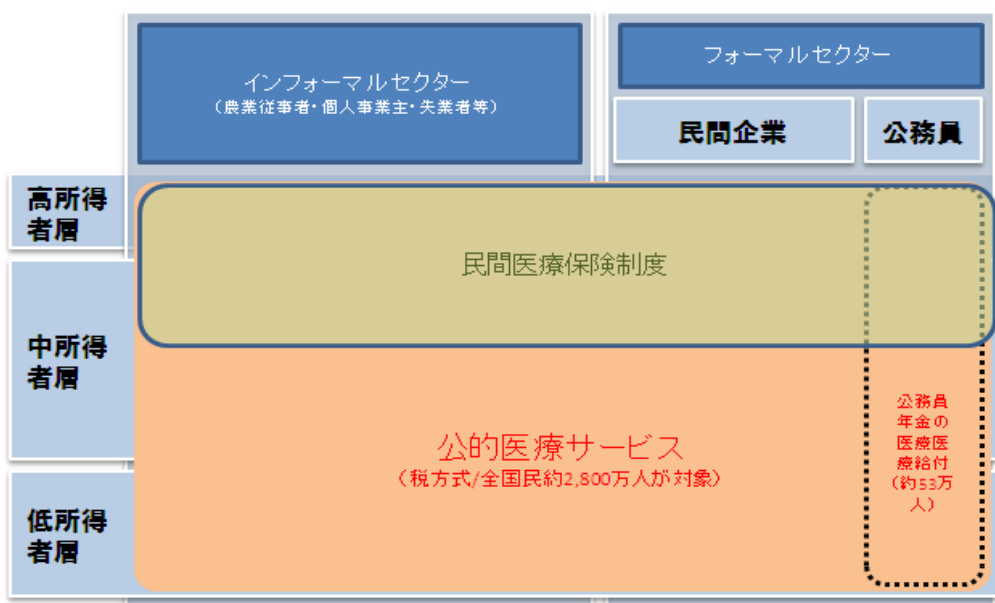 インフォーマルセクター
（農業従事者・個人事業主・失業者等）
フォーマルセクター
民間企業
公務員
高所得
者層
民間医療保険制度
中所得
者層
公的医療サービス
（税方式/全国民約2,800万人が対象）
公務員
年金の
医療医
療給付
（約53万
人）
低所得
者層